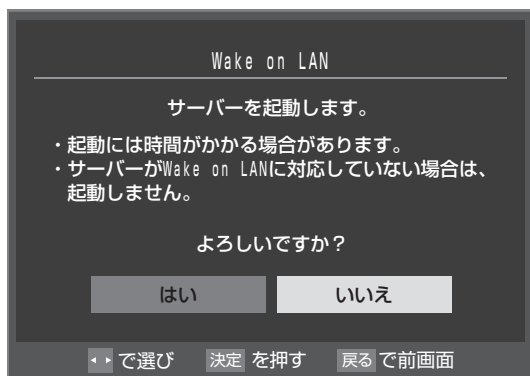 Wake on LAN
サーバーを起動します。
・起動には時間がかかる場合があります。
・サーバーがWake on LANに対応していない場合は、
起動しません。
よろしいですか？
はい いいえ
で選び 決定 を押す 戻る で前画面